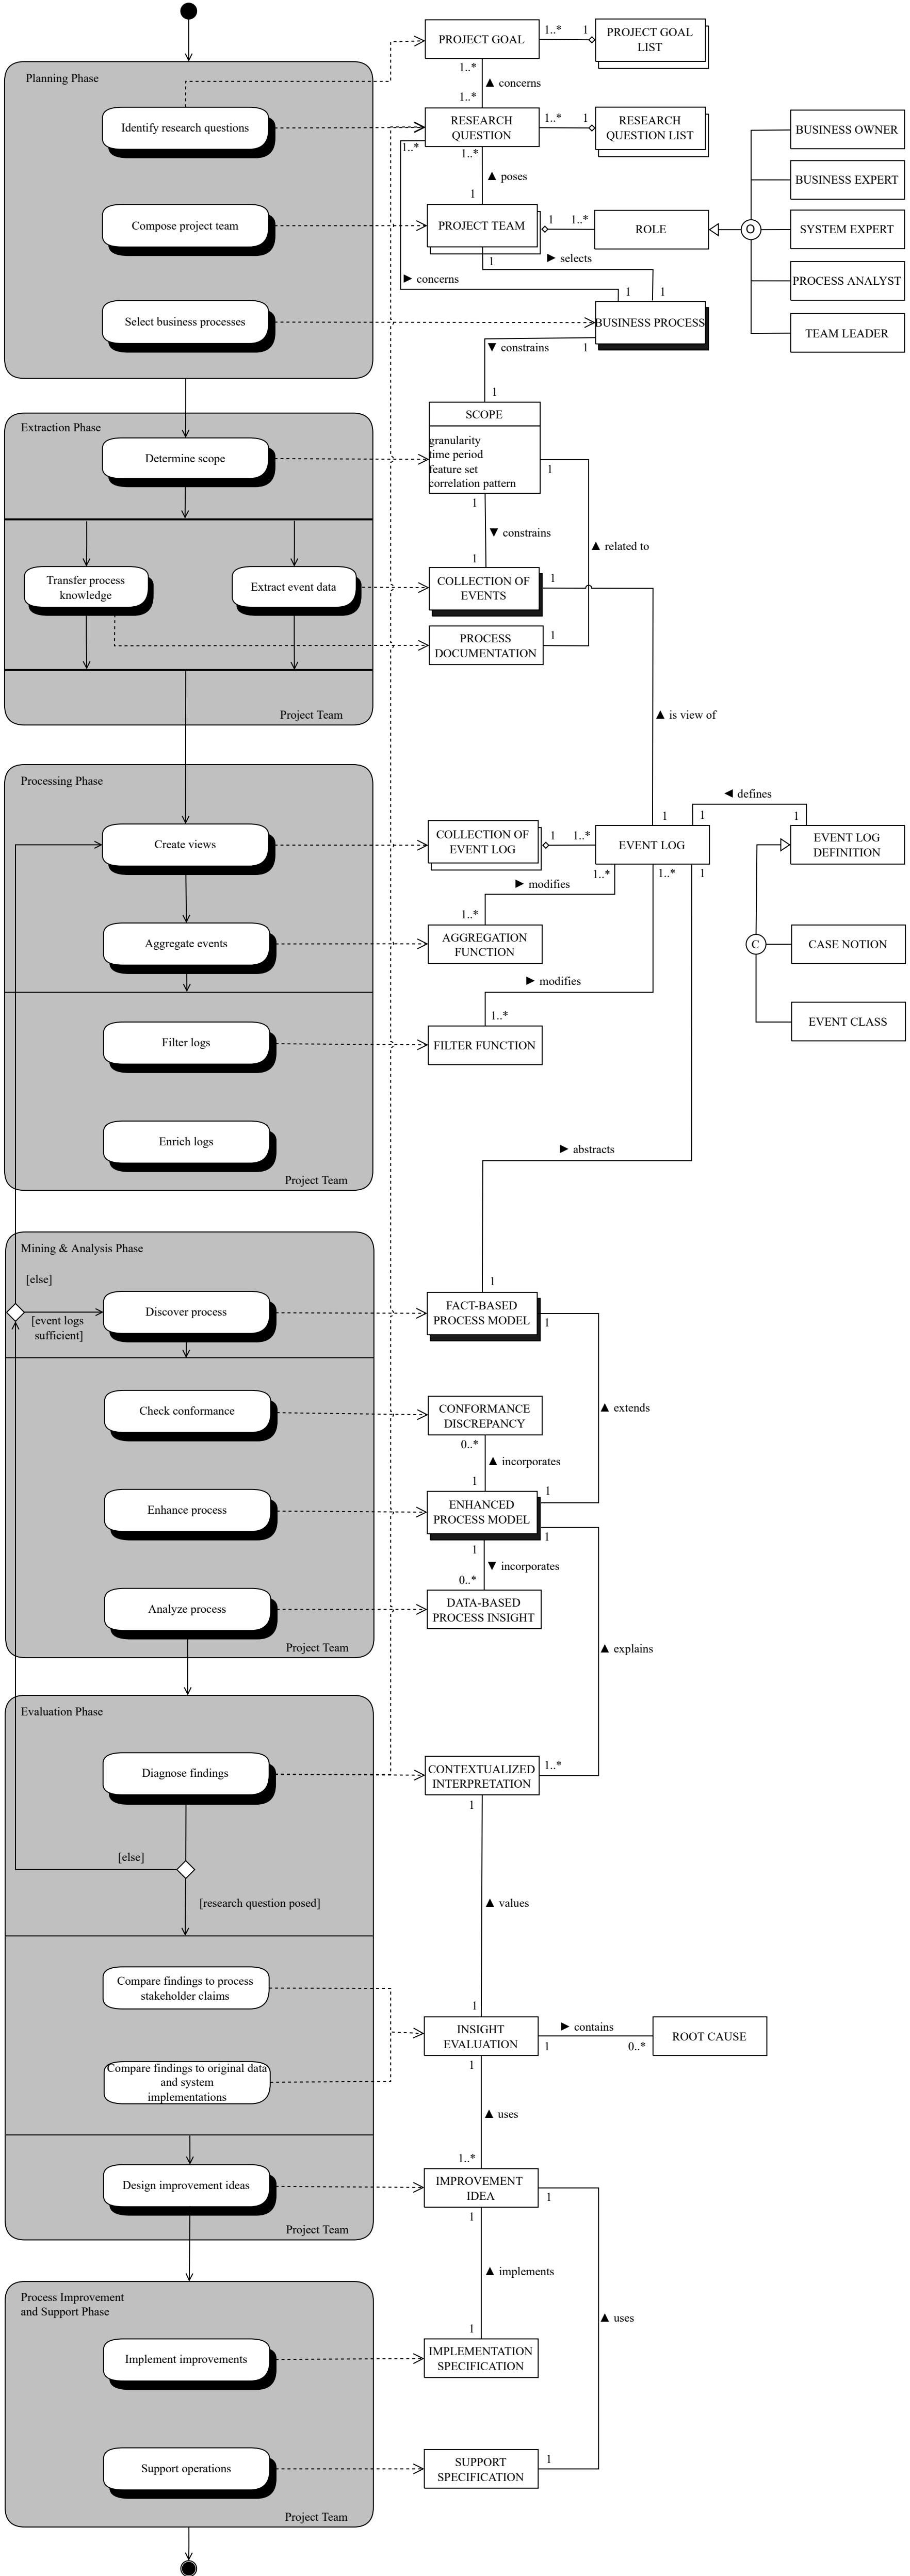 PROJECT GOAL
1..*
1
PROJECT GOAL
LIST
1..*
▲ concerns
1..*
Planning Phase
Identify research questions
RESEARCH
QUESTION
1..*
1
RESEARCH
QUESTION LIST
1..*
1..*
▲ poses
1
Compose project team
PROJECT TEAM
1
1..*
ROLE
O
BUSINESS OWNER
BUSINESS EXPERT
SYSTEM EXPERT
PROCESS ANALYST
TEAM LEADER
1
► selects
► concerns
1
1
Select business processes
BUSINESS PROCESS
▼ constrains
1
1
Extraction Phase
Determine scope
SCOPE
granularity
time period
feature set
correlation pattern
1
1
▼ constrains
▲ related to
1
Transfer process
knowledge
Extract event data
COLLECTION OF
EVENTS
1
PROCESS
DOCUMENTATION
1
Project Team
▲ is view of
Processing Phase
◄ defines
1
1
1
Create views
COLLECTION OF
EVENT LOG
1
1..*
EVENT LOG
EVENT LOG
DEFINITION
1..*
1..*
1
► modifies
1..*
Aggregate events
AGGREGATION
FUNCTION
C
CASE NOTION
EVENT CLASS
► modifies
1..*
Filter logs
FILTER FUNCTION
Enrich logs
Project Team
► abstracts
Mining & Analysis Phase
[else]
1
Discover process
[event logs
sufficient]
FACT-BASED
PROCESS MODEL
1
▲ extends
Check conformance
CONFORMANCE
DISCREPANCY
0..*
▲ incorporates
1
1
Enhance process
ENHANCED
PROCESS MODEL
1
1
▼ incorporates
0..*
Analyze process
DATA-BASED
PROCESS INSIGHT
Project Team
▲ explains
Evaluation Phase
Diagnose findings
CONTEXTUALIZED
INTERPRETATION
1..*
1
[else]
[research question posed]
▲ values
Compare findings to process
stakeholder claims
1
INSIGHT
EVALUATION
► contains
1
0..*
ROOT CAUSE
1
Compare findings to original data
and system
implementations
▲ uses
1..*
Design improvement ideas
IMPROVEMENT
IDEA
1
1
Project Team
Process Improvement
and Support Phase
▲ implements
▲ uses
1
Implement improvements
IMPLEMENTATION
SPECIFICATION
Support operations
SUPPORT
SPECIFICATION
1
Project Team